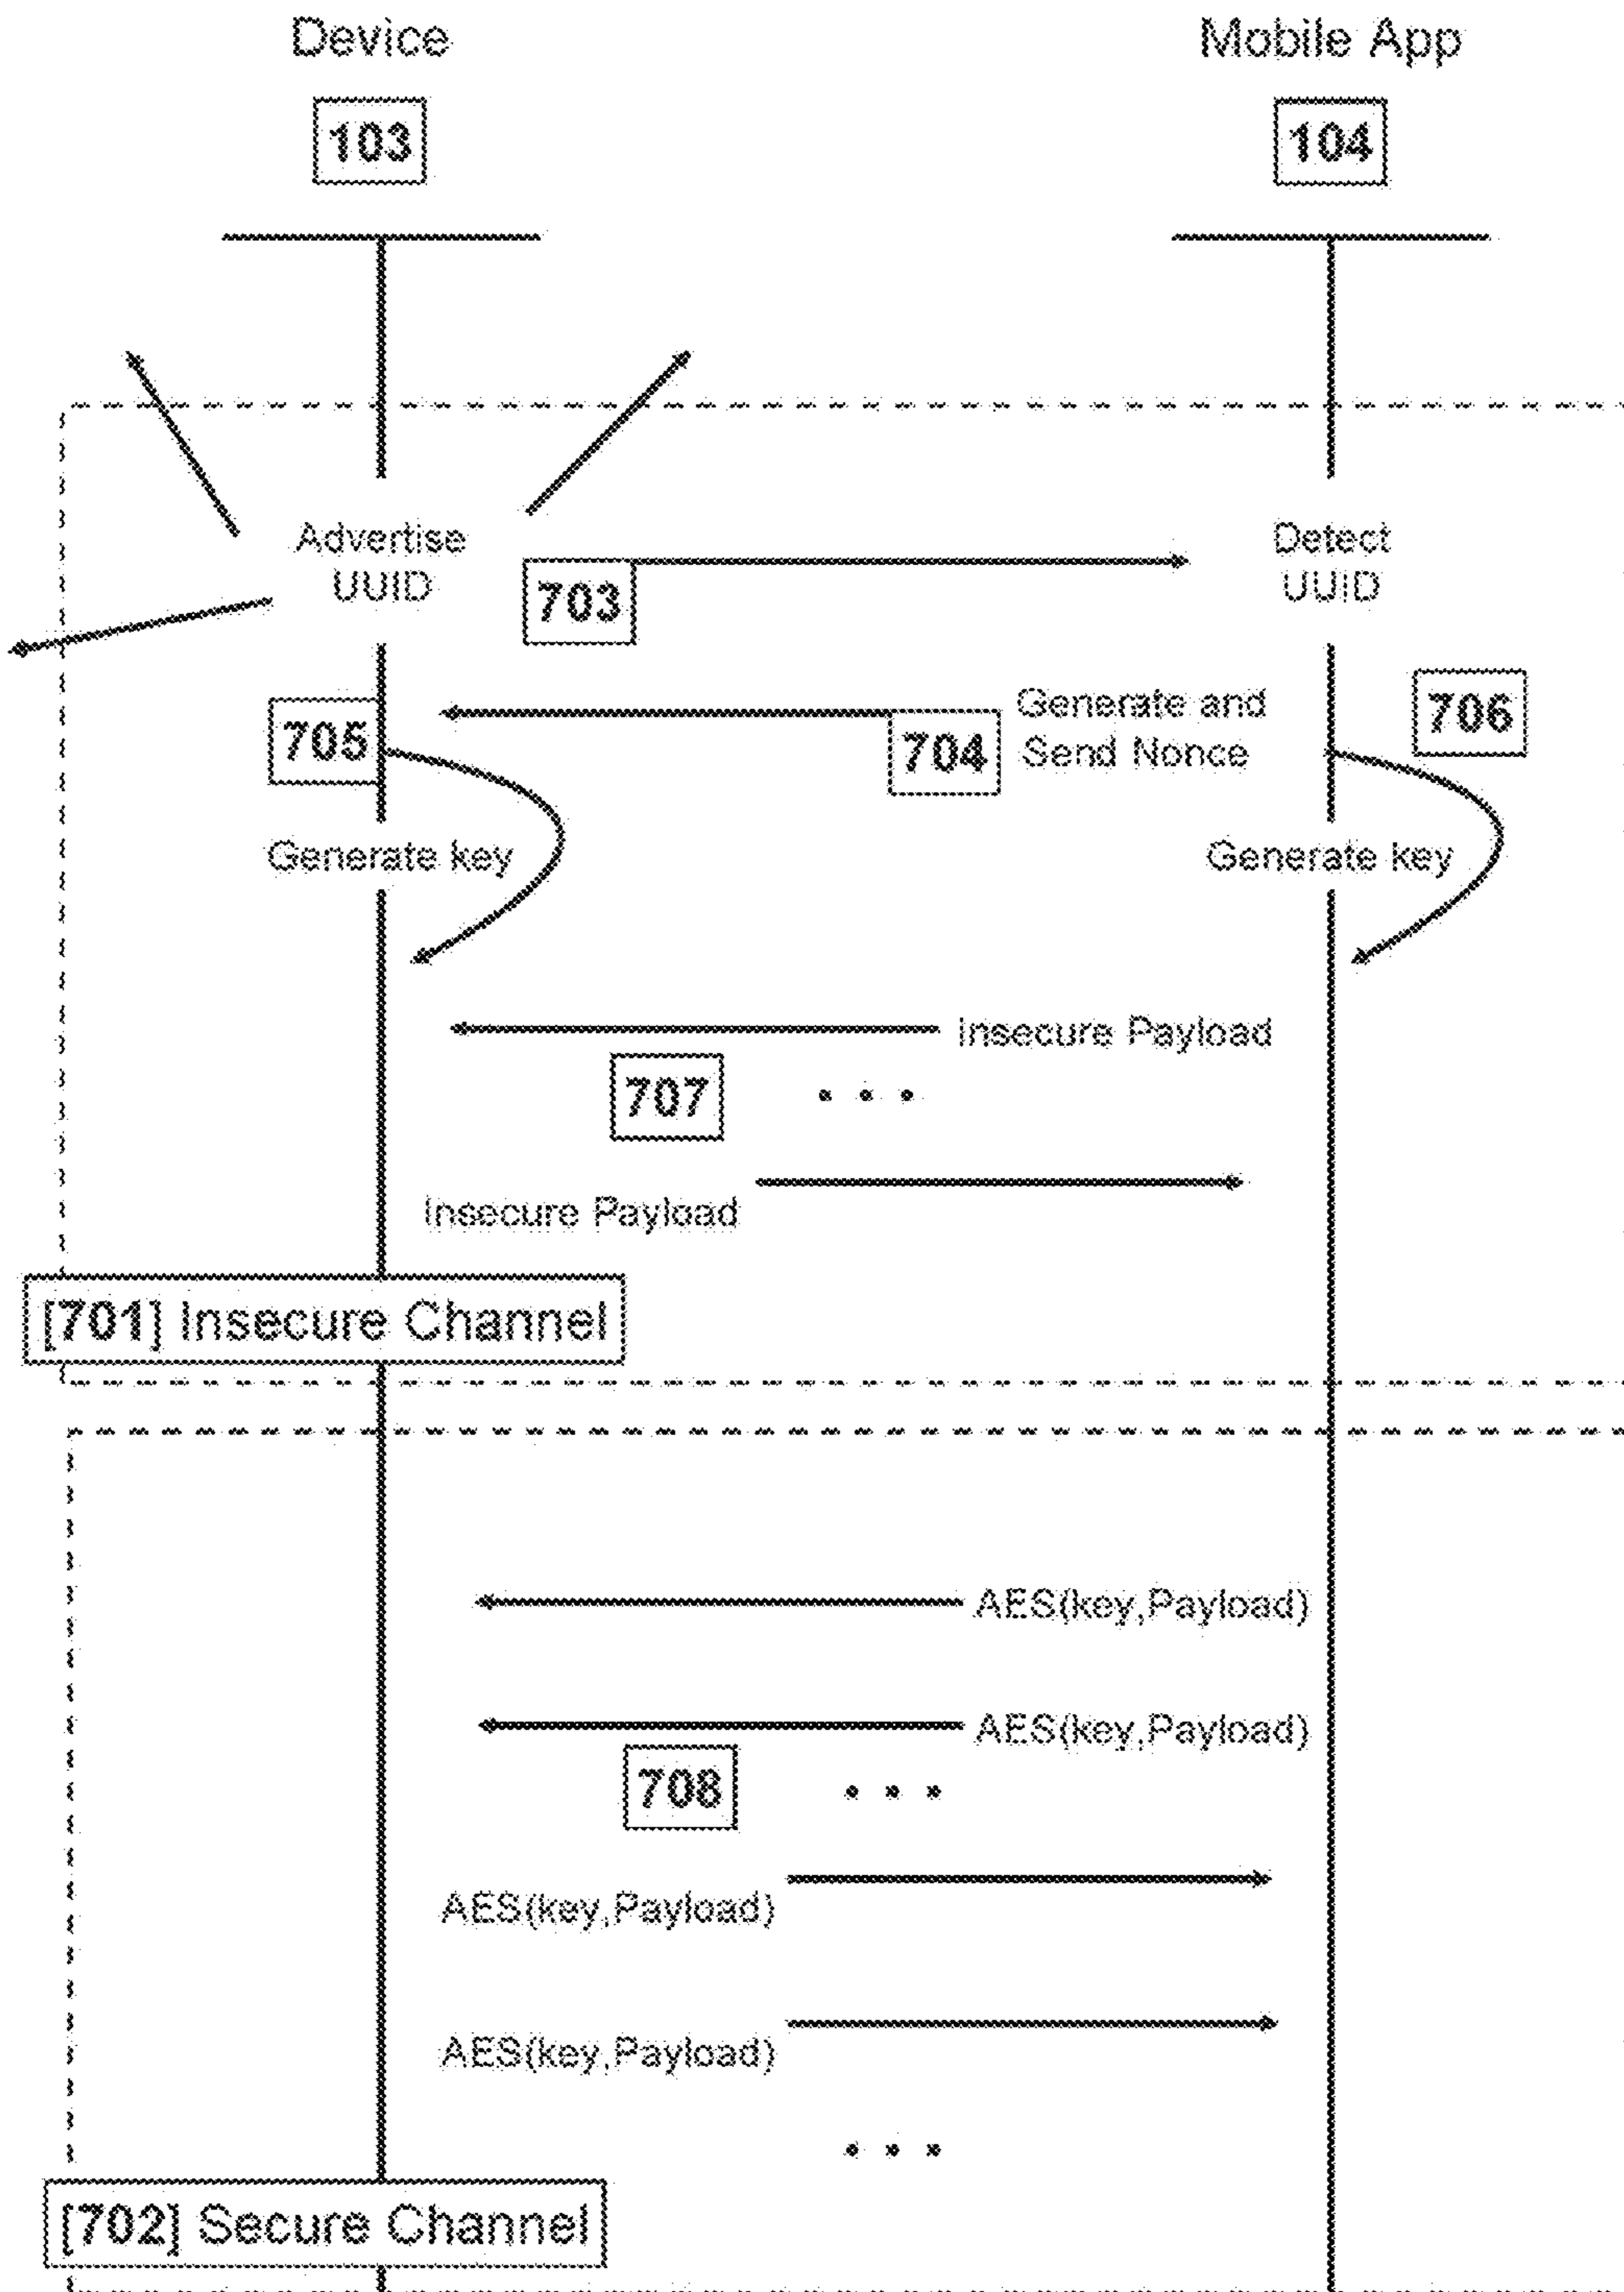 Device
Mobile App
103
104
Advertise
UUID
703
Detect
UUID
705
704
Generate and
Send Nonce
706
Generate key
Generate key
Insecure Payload
707
. . .
Insecure Payload
[701] Insecure Channel
AES(key,Payload)
AES(key,Payload)
708
. . .
AES(key,Payload)
AES(key,Payload)
. . .
[702] Secure Channel